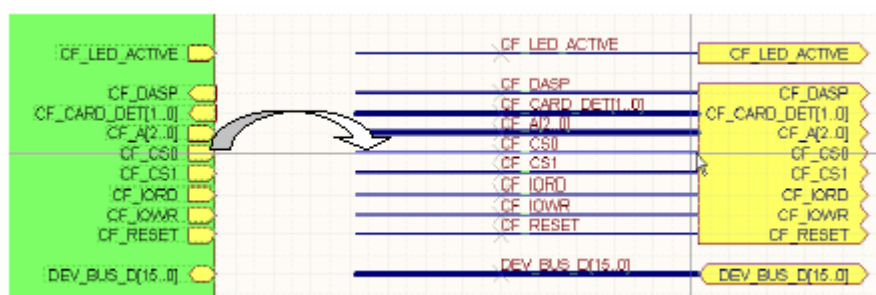 CF_LED_ACTIVE CF_LED_ACTIVE CF_LED_ACTIVE
CF_DASP CF_DASP CF_DASP
CF_CARD_DET[1..0] CF_CARD_DET[1..0] CF_CARD_DET[1..0]
CF_A[2..0] CF_A[2..0] CF_A[2..0]
CF_CS0 CF_CS0 CF_CS0
CF_CS1 CF_CS1 CF_CS1
CF_IORD CF_IORD CF_IORD
CF_IOWR CF_IOWR CF_IOWR
CF_RESET CF_RESET CF_RESET
DEV_BUS_D[15..0] DEV_BUS_D[15..0] DEV_BUS_D[15..0]